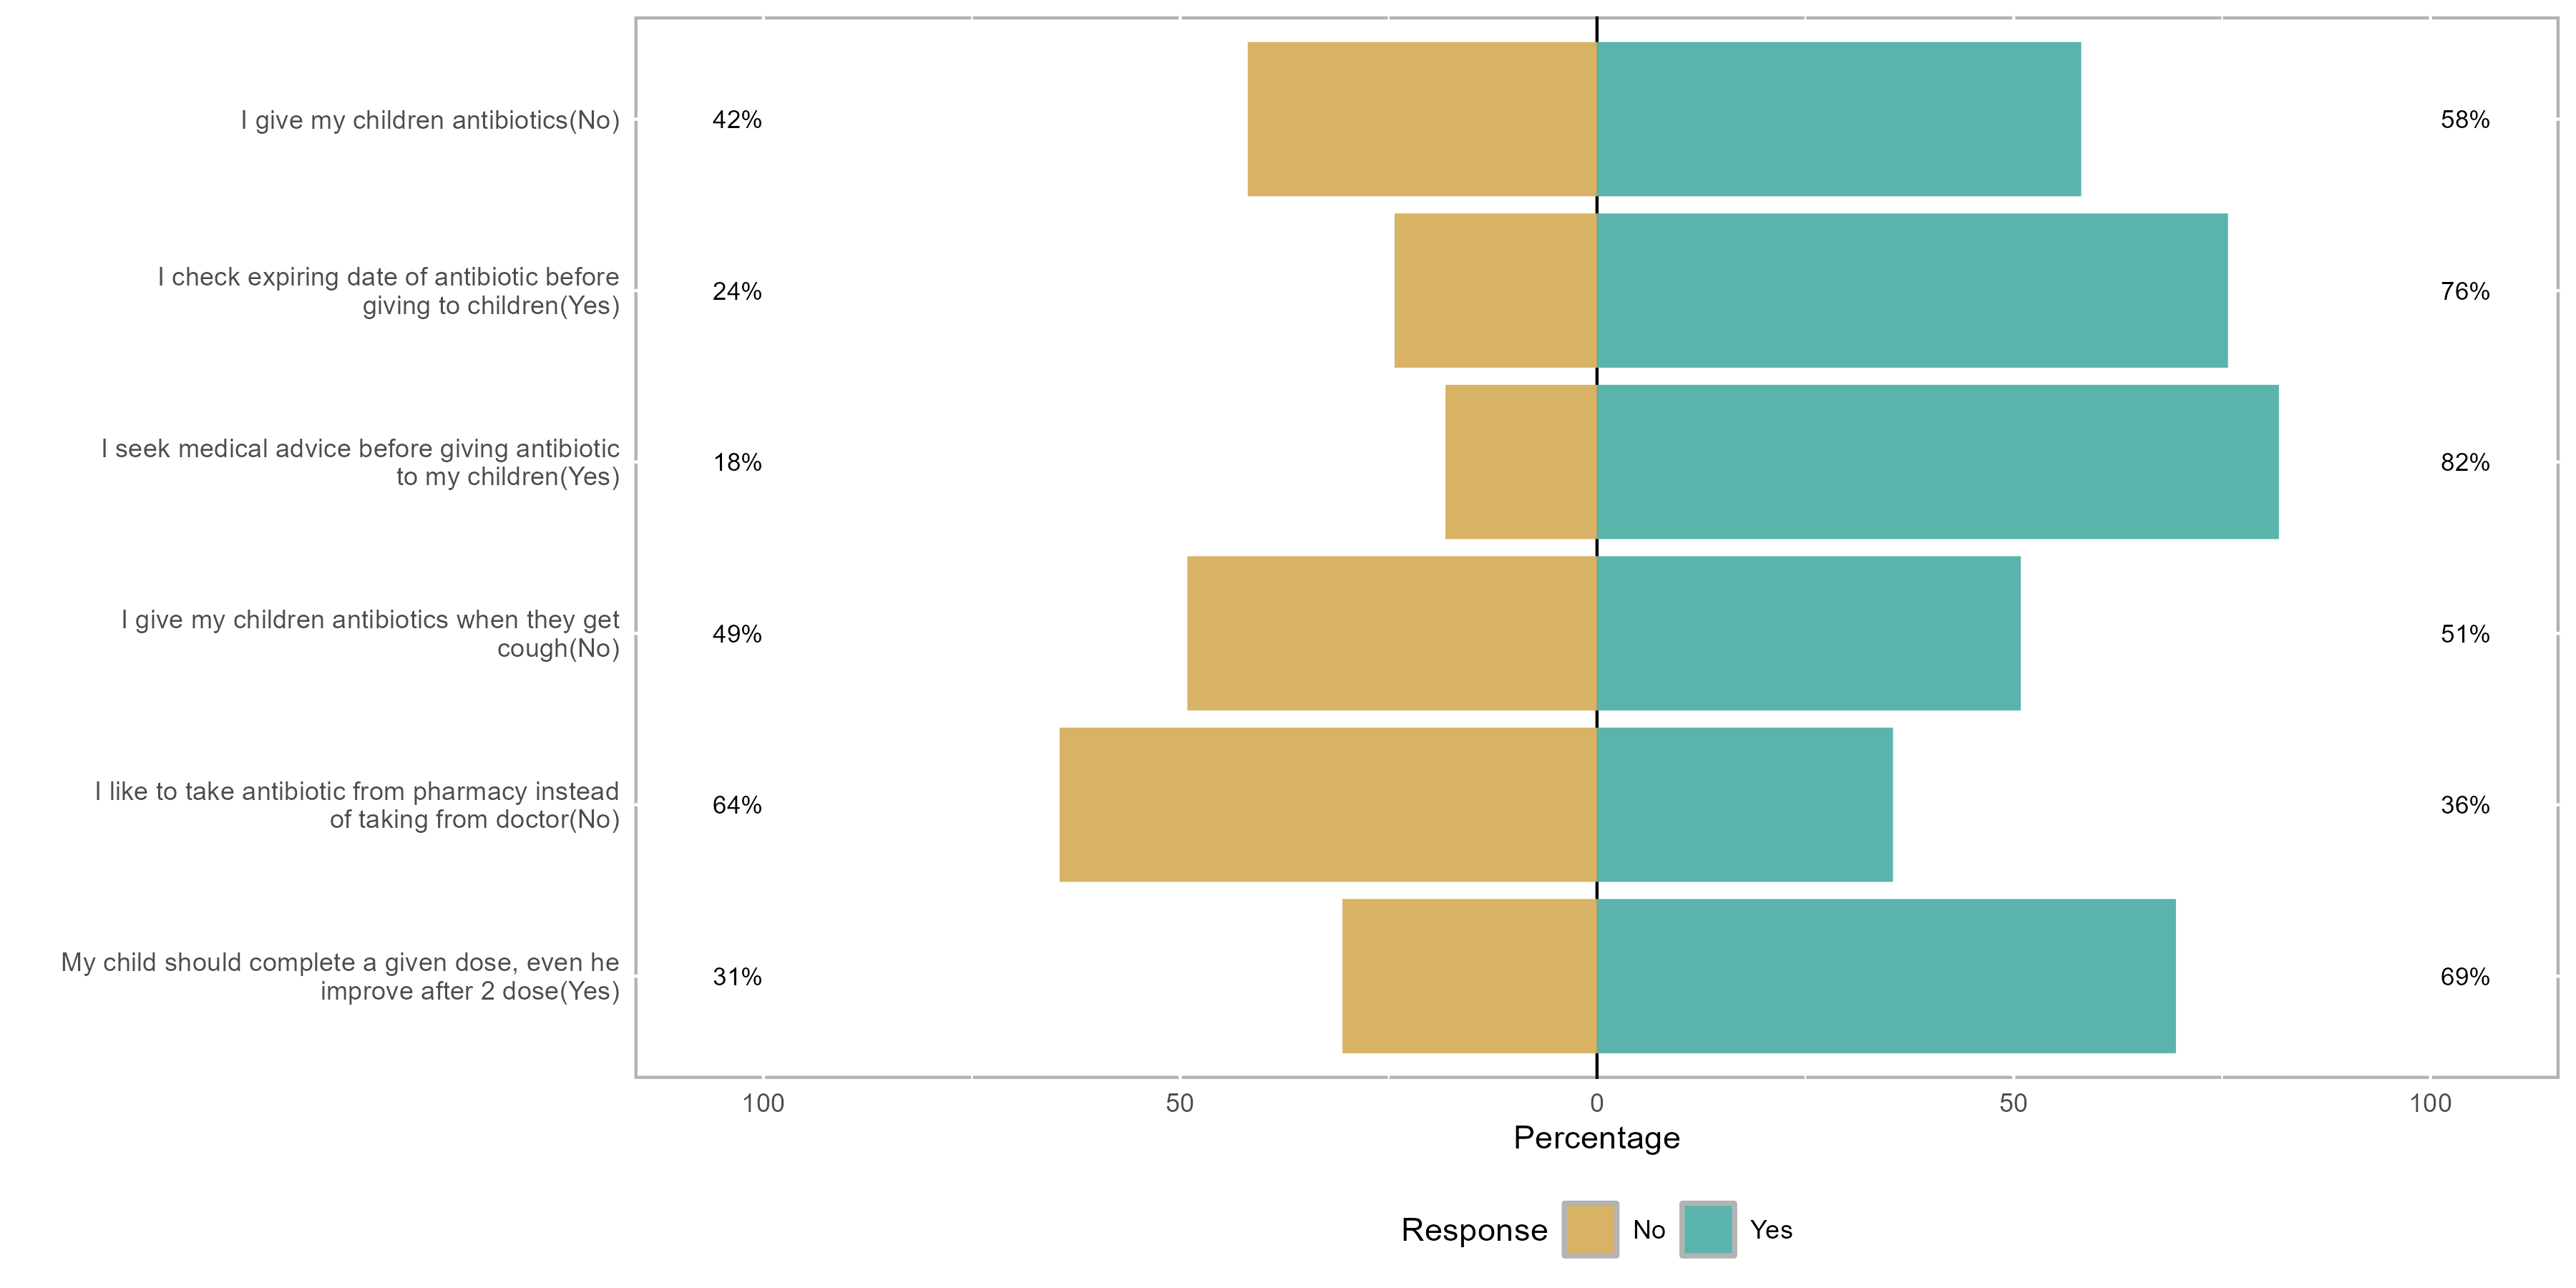 I give my children antibiotics(No)
42%
58%
I check expiring date of antibiotic before
giving to children(Yes)
24%
76%
I seek medical advice before giving antibiotic
to my children(Yes)
18%
82%
I give my children antibiotics when they get
cough(No)
49%
51%
I like to take antibiotic from pharmacy instead
of taking from doctor(No)
64%
36%
My child should complete a given dose, even he
improve after 2 dose(Yes)
31%
69%
100 50 0 50 100
Percentage
Response No Yes